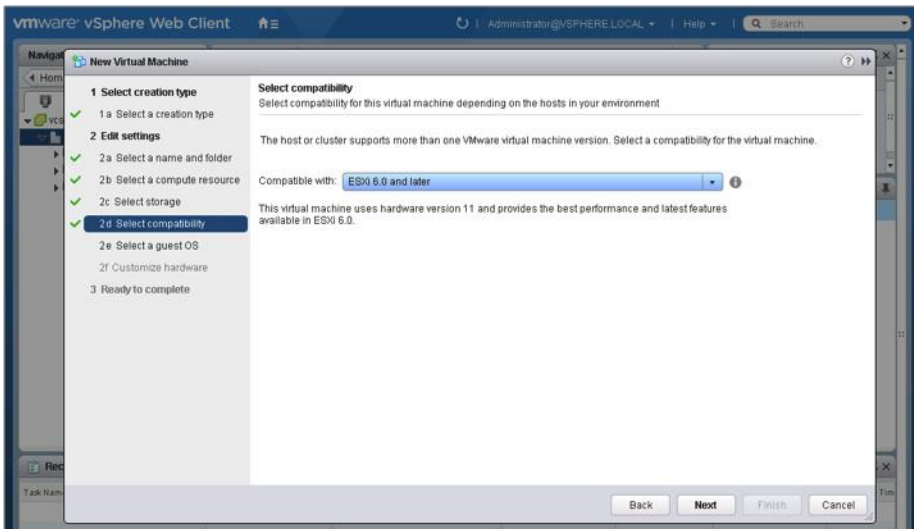 vmware® vSphere Web Client
Administrator@VSPHERE.LOCAL
Help
Search
Navigat
Home
New Virtual Machine
1 Select creation type
1a Select a creation type
2 Edit settings
2a Select a name and folder
2b Select a compute resource
2c Select storage
2d Select compatibility
2e Select a guest OS
2f Customize hardware
3 Ready to complete
Select compatibility
Select compatibility for this virtual machine depending on the hosts in your environment
The host or cluster supports more than one VMware virtual machine version. Select a compatibility for the virtual machine.
Compatible with: ESXi 6.0 and later
This virtual machine uses hardware version 11 and provides the best performance and latest features
available in ESXi 6.0.
vcs
Rec
Task Nam
Tim
Back
Next
Finish
Cancel